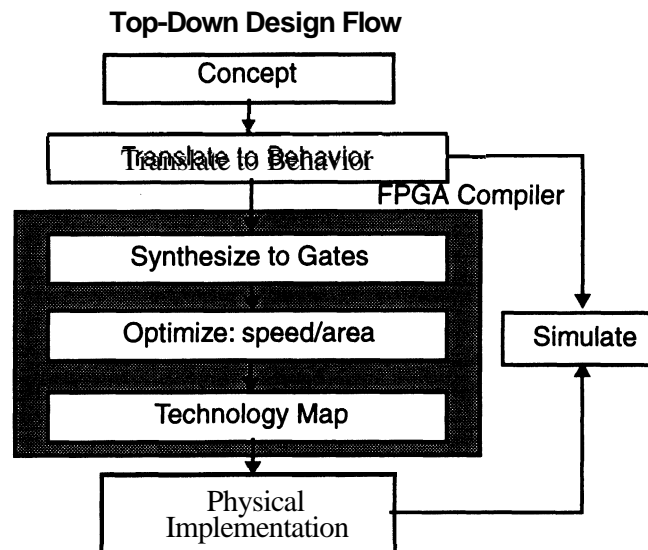 Top-Down Design Flow
Concept
Translate to Behavior
FPGA Compiler
Synthesize to Gates
Optimize: speed/area
Simulate
Technology Map
Physical
Implementation